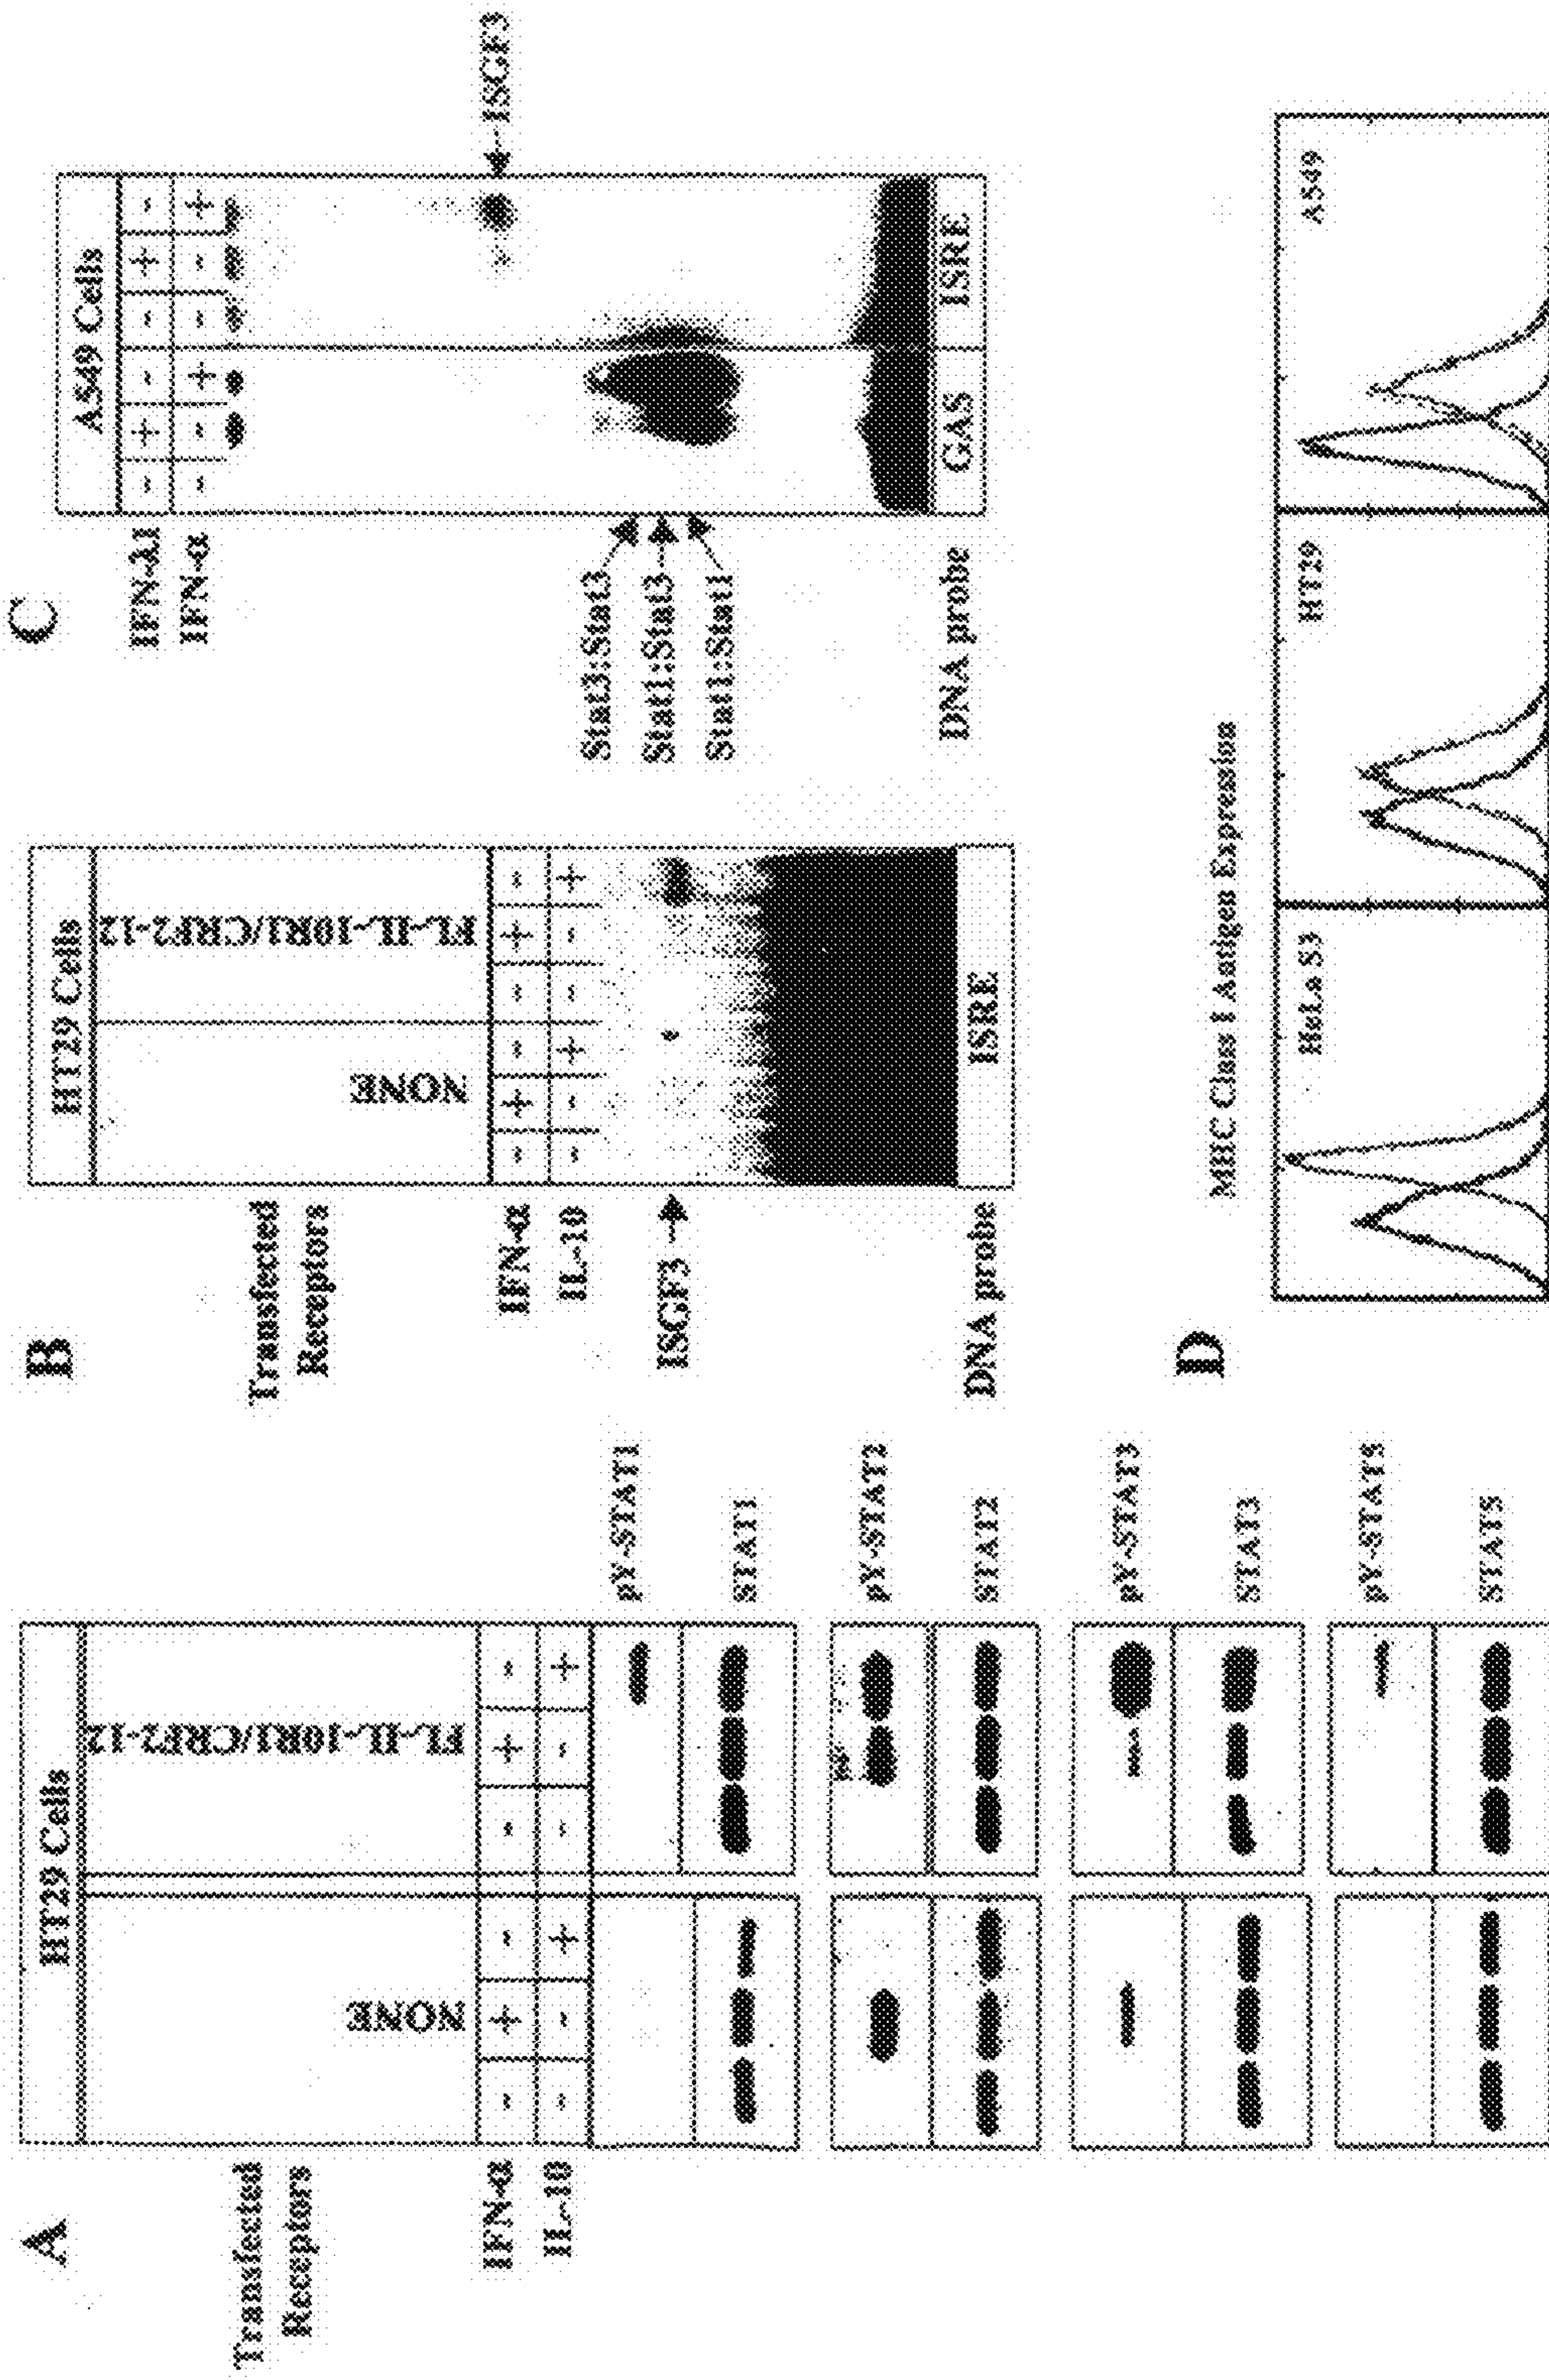 A
HT29 Cells
Transfected
Receptors
NONE
FL-IL-10R1/CRF2-12
IFN-α
- + - - + -
IL-10
- - + - - +
pY-STAT1
STAT1
pY-STAT2
STAT2
pY-STAT3
STAT3
pY-STAT5
STAT5
B
HT29 Cells
Transfected
Receptors
NONE
FL-IL-10R1/CRF2-12
IFN-α
- + - - + -
IL-10
- - + - - +
ISGF3
DNA probe
ISRE
C
A549 Cells
IFN-λ1
- + - - + -
IFN-α
- - + - - +
ISGF3
Stat3:Stat3
Stat1:Stat3
Stat1:Stat1
DNA probe
GAS
ISRE
D
MHC Class I Antigen Expression
HeLa S3
HT29
A549